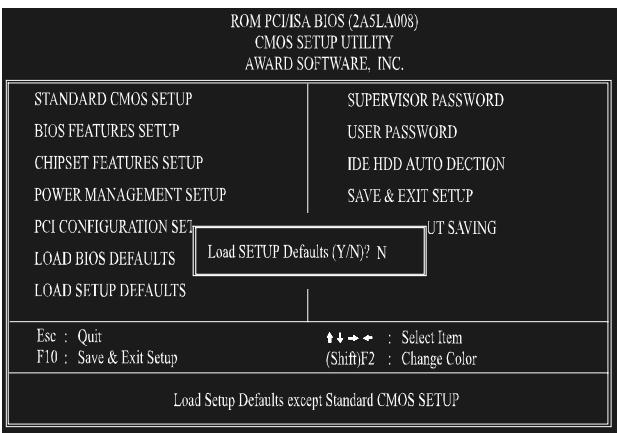 ROM PCI/ISA BIOS (2A5LA008)
CMOS SETUP UTILITY
AWARD SOFTWARE, INC.
STANDARD CMOS SETUP
BIOS FEATURES SETUP
CHIPSET FEATURES SETUP
POWER MANAGEMENT SETUP
PCI CONFIGURATION SET
LOAD BIOS DEFAULTS
LOAD SETUP DEFAULTS
SUPERVISOR PASSWORD
USER PASSWORD
IDE HDD AUTO DECTION
SAVE & EXIT SETUP
UT SAVING
Load SETUP Defaults (Y/N)? N
Esc : Quit
F10 : Save & Exit Setup
↑↓→← : Select Item
(Shift)F2 : Change Color
Load Setup Defaults except Standard CMOS SETUP